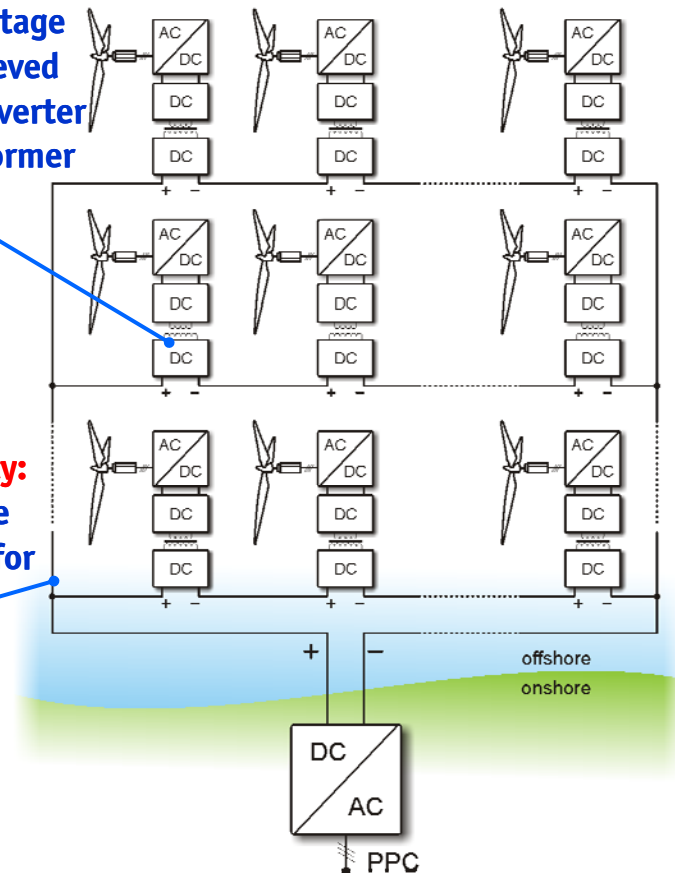 tage
eved
verter
ormer
AC DC AC DC AC DC
DC DC DC
DC DC DC
+ − + − + −
AC DC AC DC AC DC
DC DC DC
DC DC DC
+ − + − + −
y:
e
for
AC DC AC DC AC DC
DC DC DC
DC DC DC
+ − + − + −
+ −
offshore
onshore
DC
AC
PPC